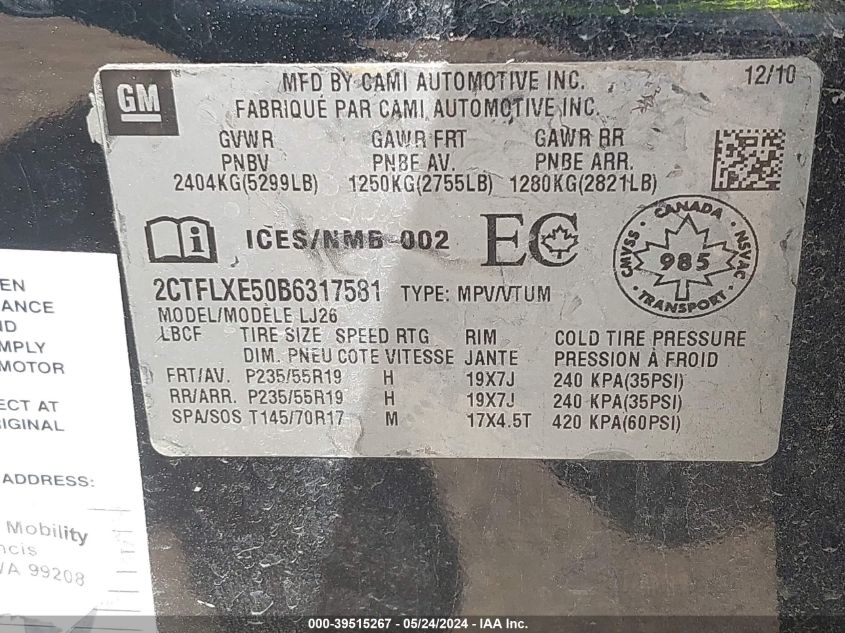 GM
MFD BY CAMI AUTOMOTIVE INC. 12/10
FABRIQUÉ PAR CAMI AUTOMOTIVE INC.
GVWR GAWR FRT GAWR RR
PNBV PNBE AV. PNBE ARR.
2404KG(5299LB) 1250KG(2755LB) 1280KG(2821LB)
i ICES/NMB-002 EC
CANADA
CMVSS 985 NSVAC
TRANSPORT
2CTFLXE50B6317581 TYPE: MPV/VTUM
MODEL/MODÈLE LJ26
LBCF TIRE SIZE SPEED RTG RIM COLD TIRE PRESSURE
DIM. PNEU COTE VITESSE JANTE PRESSION À FROID
FRT/AV. P235/55R19 H 19X7J 240 KPA(35PSI)
RR/ARR. P235/55R19 H 19X7J 240 KPA(35PSI)
SPA/SOS T145/70R17 M 17X4.5T 420 KPA(60PSI)
EN
ANCE
ND
MPLY
MOTOR
ECT AT
RIGINAL
ADDRESS:
Mobility
ncis
WA 99208
000-39515267 - 05/24/2024 - IAA Inc.